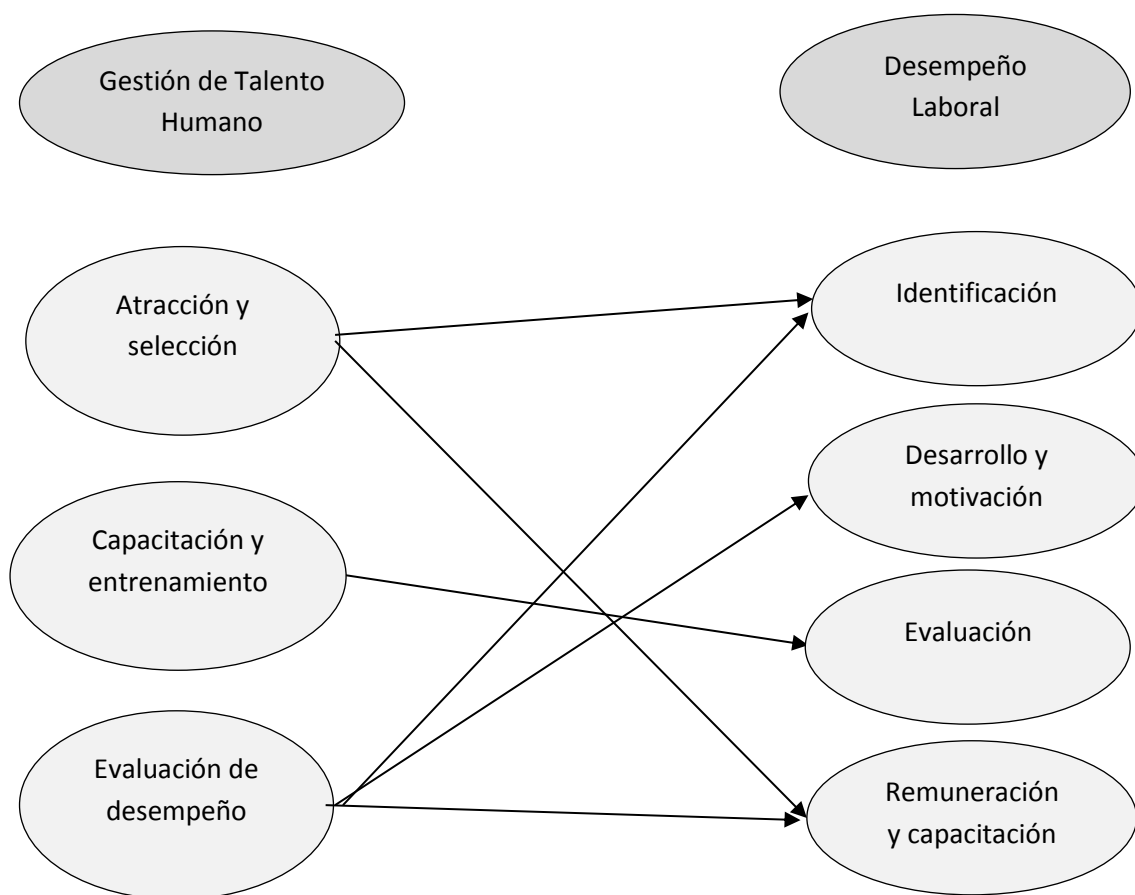 Gestión de Talento
Humano
Desempeño
Laboral
Atracción y
selección
Identificación
Desarrollo y
motivación
Capacitación y
entrenamiento
Evaluación
Evaluación de
desempeño
Remuneración
y capacitación